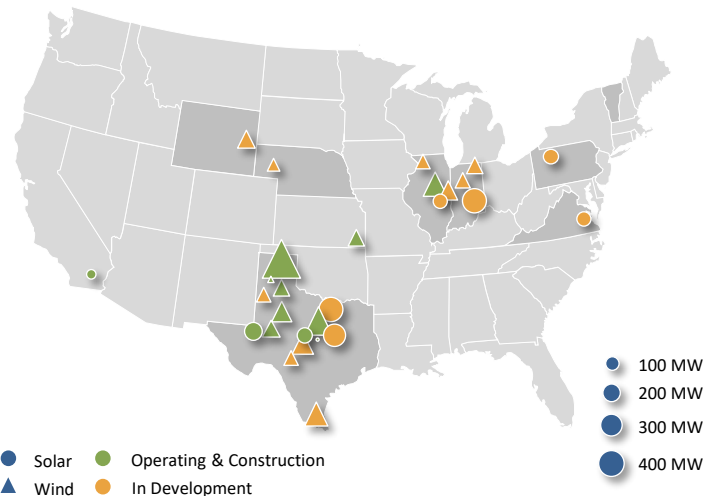 100 MW
200 MW
300 MW
400 MW
Solar Operating & Construction
Wind In Development